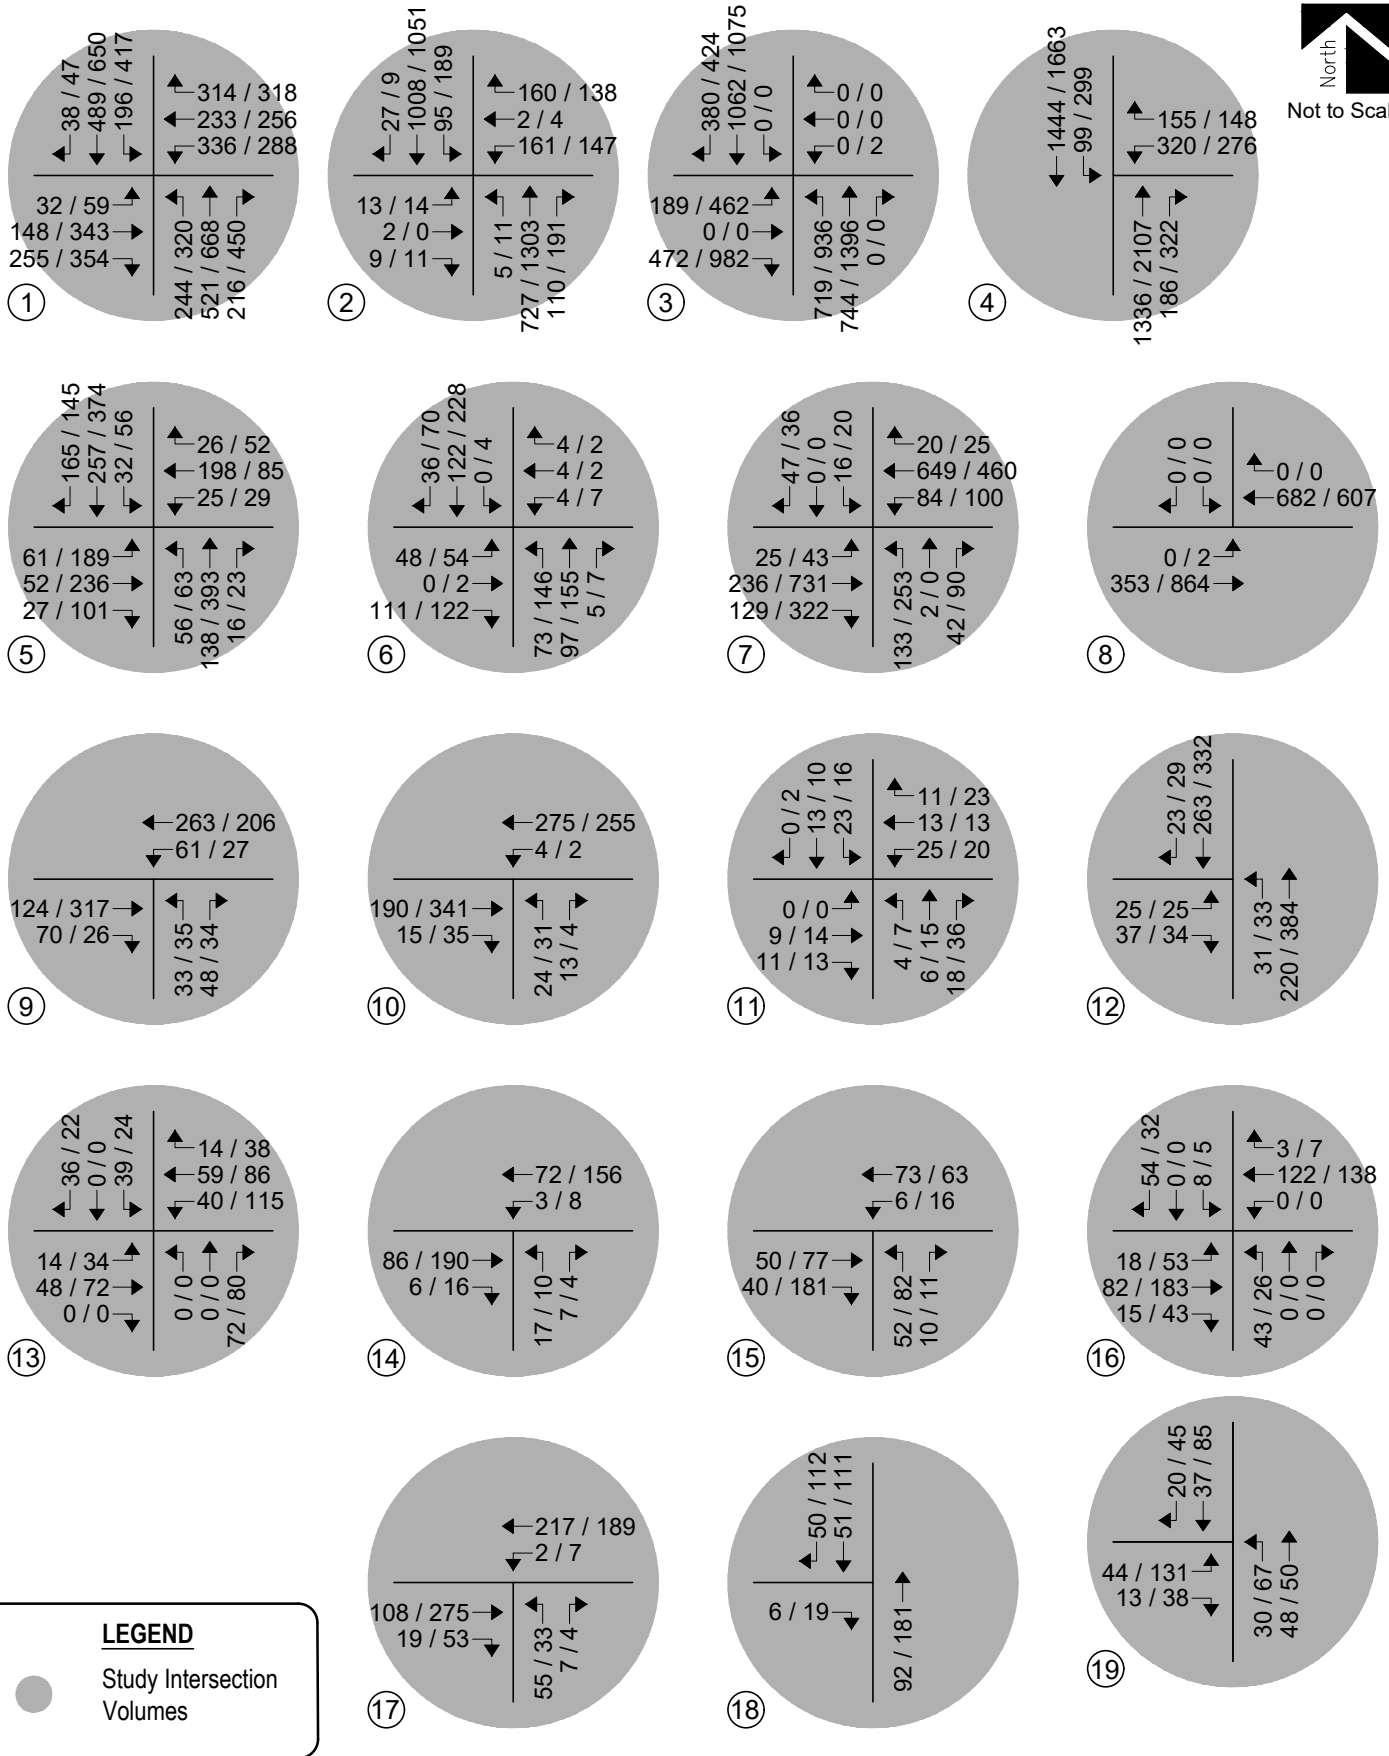 North
Not to Scal
38 / 47
489 / 650
196 / 417
314 / 318
233 / 256
336 / 288
32 / 59
148 / 343
255 / 354
244 / 320
521 / 668
216 / 450
1
27 / 9
1008 / 1051
95 / 189
160 / 138
2 / 4
161 / 147
13 / 14
2 / 0
9 / 11
5 / 11
727 / 1303
110 / 191
2
380 / 424
1062 / 1075
0 / 0
0 / 0
0 / 0
0 / 2
189 / 462
0 / 0
472 / 982
719 / 936
744 / 1396
0 / 0
3
1444 / 1663
99 / 299
155 / 148
320 / 276
1336 / 2107
186 / 322
4
165 / 145
257 / 374
32 / 56
26 / 52
198 / 85
25 / 29
61 / 189
52 / 236
27 / 101
56 / 63
138 / 393
16 / 23
5
36 / 70
122 / 228
0 / 4
4 / 2
4 / 2
4 / 7
48 / 54
0 / 2
111 / 122
73 / 146
97 / 155
5 / 7
6
47 / 36
0 / 0
16 / 20
20 / 25
649 / 460
84 / 100
25 / 43
236 / 731
129 / 322
133 / 253
2 / 0
42 / 90
7
0 / 0
0 / 0
0 / 0
682 / 607
0 / 2
353 / 864
8
263 / 206
61 / 27
124 / 317
70 / 26
33 / 35
48 / 34
9
275 / 255
4 / 2
190 / 341
15 / 35
24 / 31
13 / 4
10
0 / 2
13 / 10
23 / 16
11 / 23
13 / 13
25 / 20
0 / 0
9 / 14
11 / 13
4 / 7
6 / 15
18 / 36
11
23 / 29
263 / 332
25 / 25
37 / 34
31 / 33
220 / 384
12
36 / 22
0 / 0
39 / 24
14 / 38
59 / 86
40 / 115
14 / 34
48 / 72
0 / 0
0 / 0
0 / 0
72 / 80
13
72 / 156
3 / 8
86 / 190
6 / 16
17 / 10
7 / 4
14
73 / 63
6 / 16
50 / 77
40 / 181
52 / 82
10 / 11
15
54 / 32
0 / 0
8 / 5
3 / 7
122 / 138
0 / 0
18 / 53
82 / 183
15 / 43
43 / 26
0 / 0
0 / 0
16
217 / 189
2 / 7
108 / 275
19 / 53
55 / 33
7 / 4
17
50 / 112
51 / 111
6 / 19
92 / 181
18
20 / 45
37 / 85
44 / 131
13 / 38
30 / 67
48 / 50
19
LEGEND
Study Intersection
Volumes